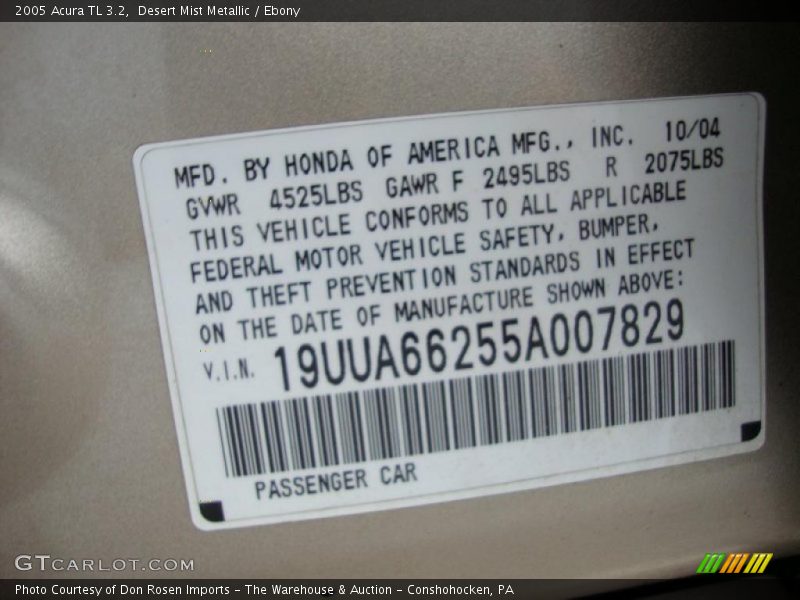 2005 Acura TL 3.2,  Desert Mist Metallic / Ebony
MFD. BY HONDA OF AMERICA MFG., INC. 10/04
GVWR 4525LBS GAWR F 2495LBS R 2075LBS
THIS VEHICLE CONFORMS TO ALL APPLICABLE
FEDERAL MOTOR VEHICLE SAFETY, BUMPER,
AND THEFT PREVENTION STANDARDS IN EFFECT
ON THE DATE OF MANUFACTURE SHOWN ABOVE:
V.I.N. 19UUA66255A007829
PASSENGER CAR
GTCARLOT.COM
Photo Courtesy of Don Rosen Imports - The Warehouse & Auction - Conshohocken, PA